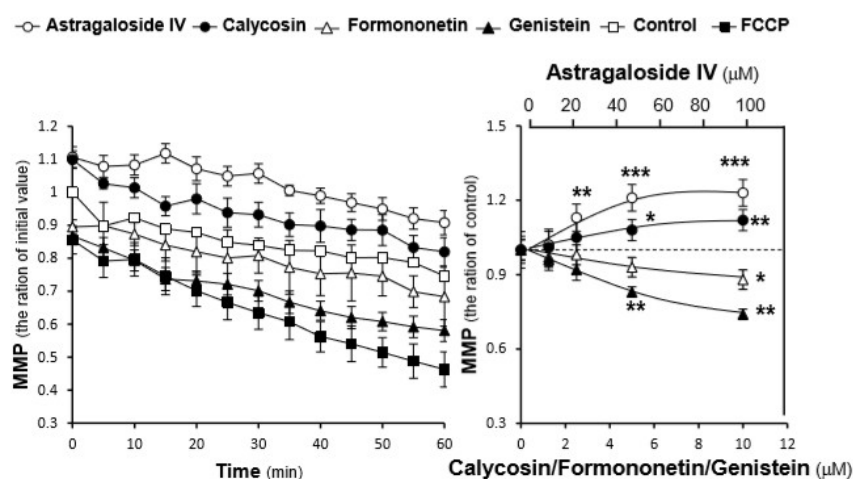 Astragaloside IV Calycosin Formononetin Genistein Control FCCP
MMP (the ration of initial value)
1.2
1.1
1
0.9
0.8
0.7
0.6
0.5
0.4
0.3
0 10 20 30 40 50 60
Time (min)
Astragaloside IV (μM)
0 20 40 60 80 100
MMP (the ration of control)
1.5
1.2
0.9
0.6
0.3
** *** ***
* **
*
** **
0 2 4 6 8 10 12
Calycosin/Formononetin/Genistein (μM)